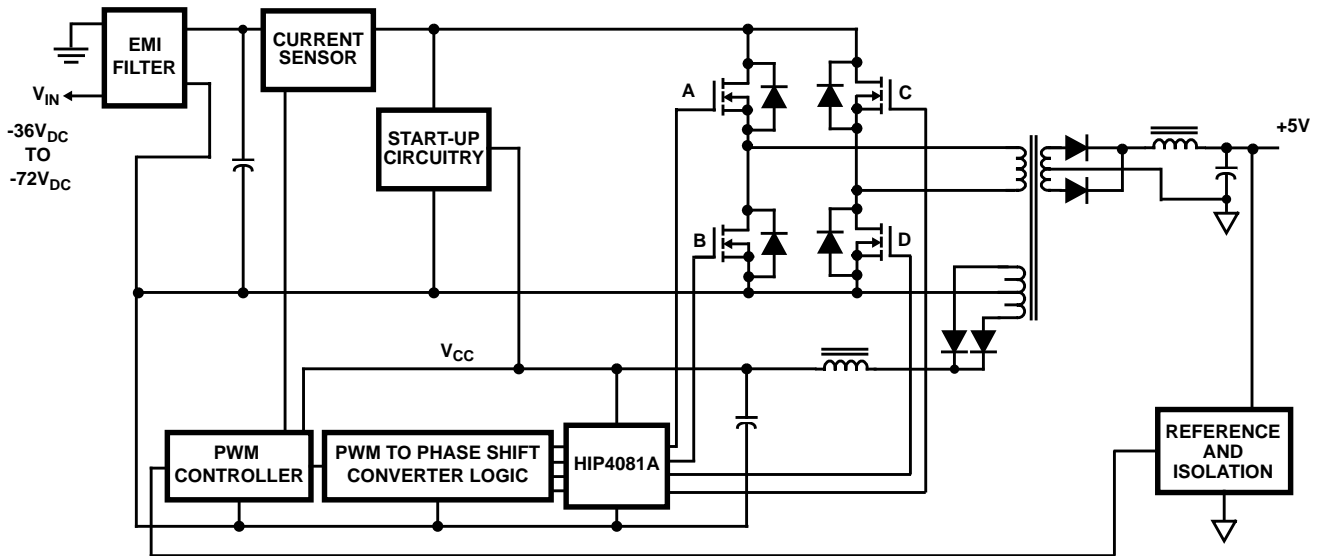 EMI
FILTER
CURRENT
SENSOR
V_IN
-36V_DC
TO
-72V_DC
START-UP
CIRCUITRY
A
C
B
D
+5V
V_CC
PWM
CONTROLLER
PWM TO PHASE SHIFT
CONVERTER LOGIC
HIP4081A
REFERENCE
AND
ISOLATION